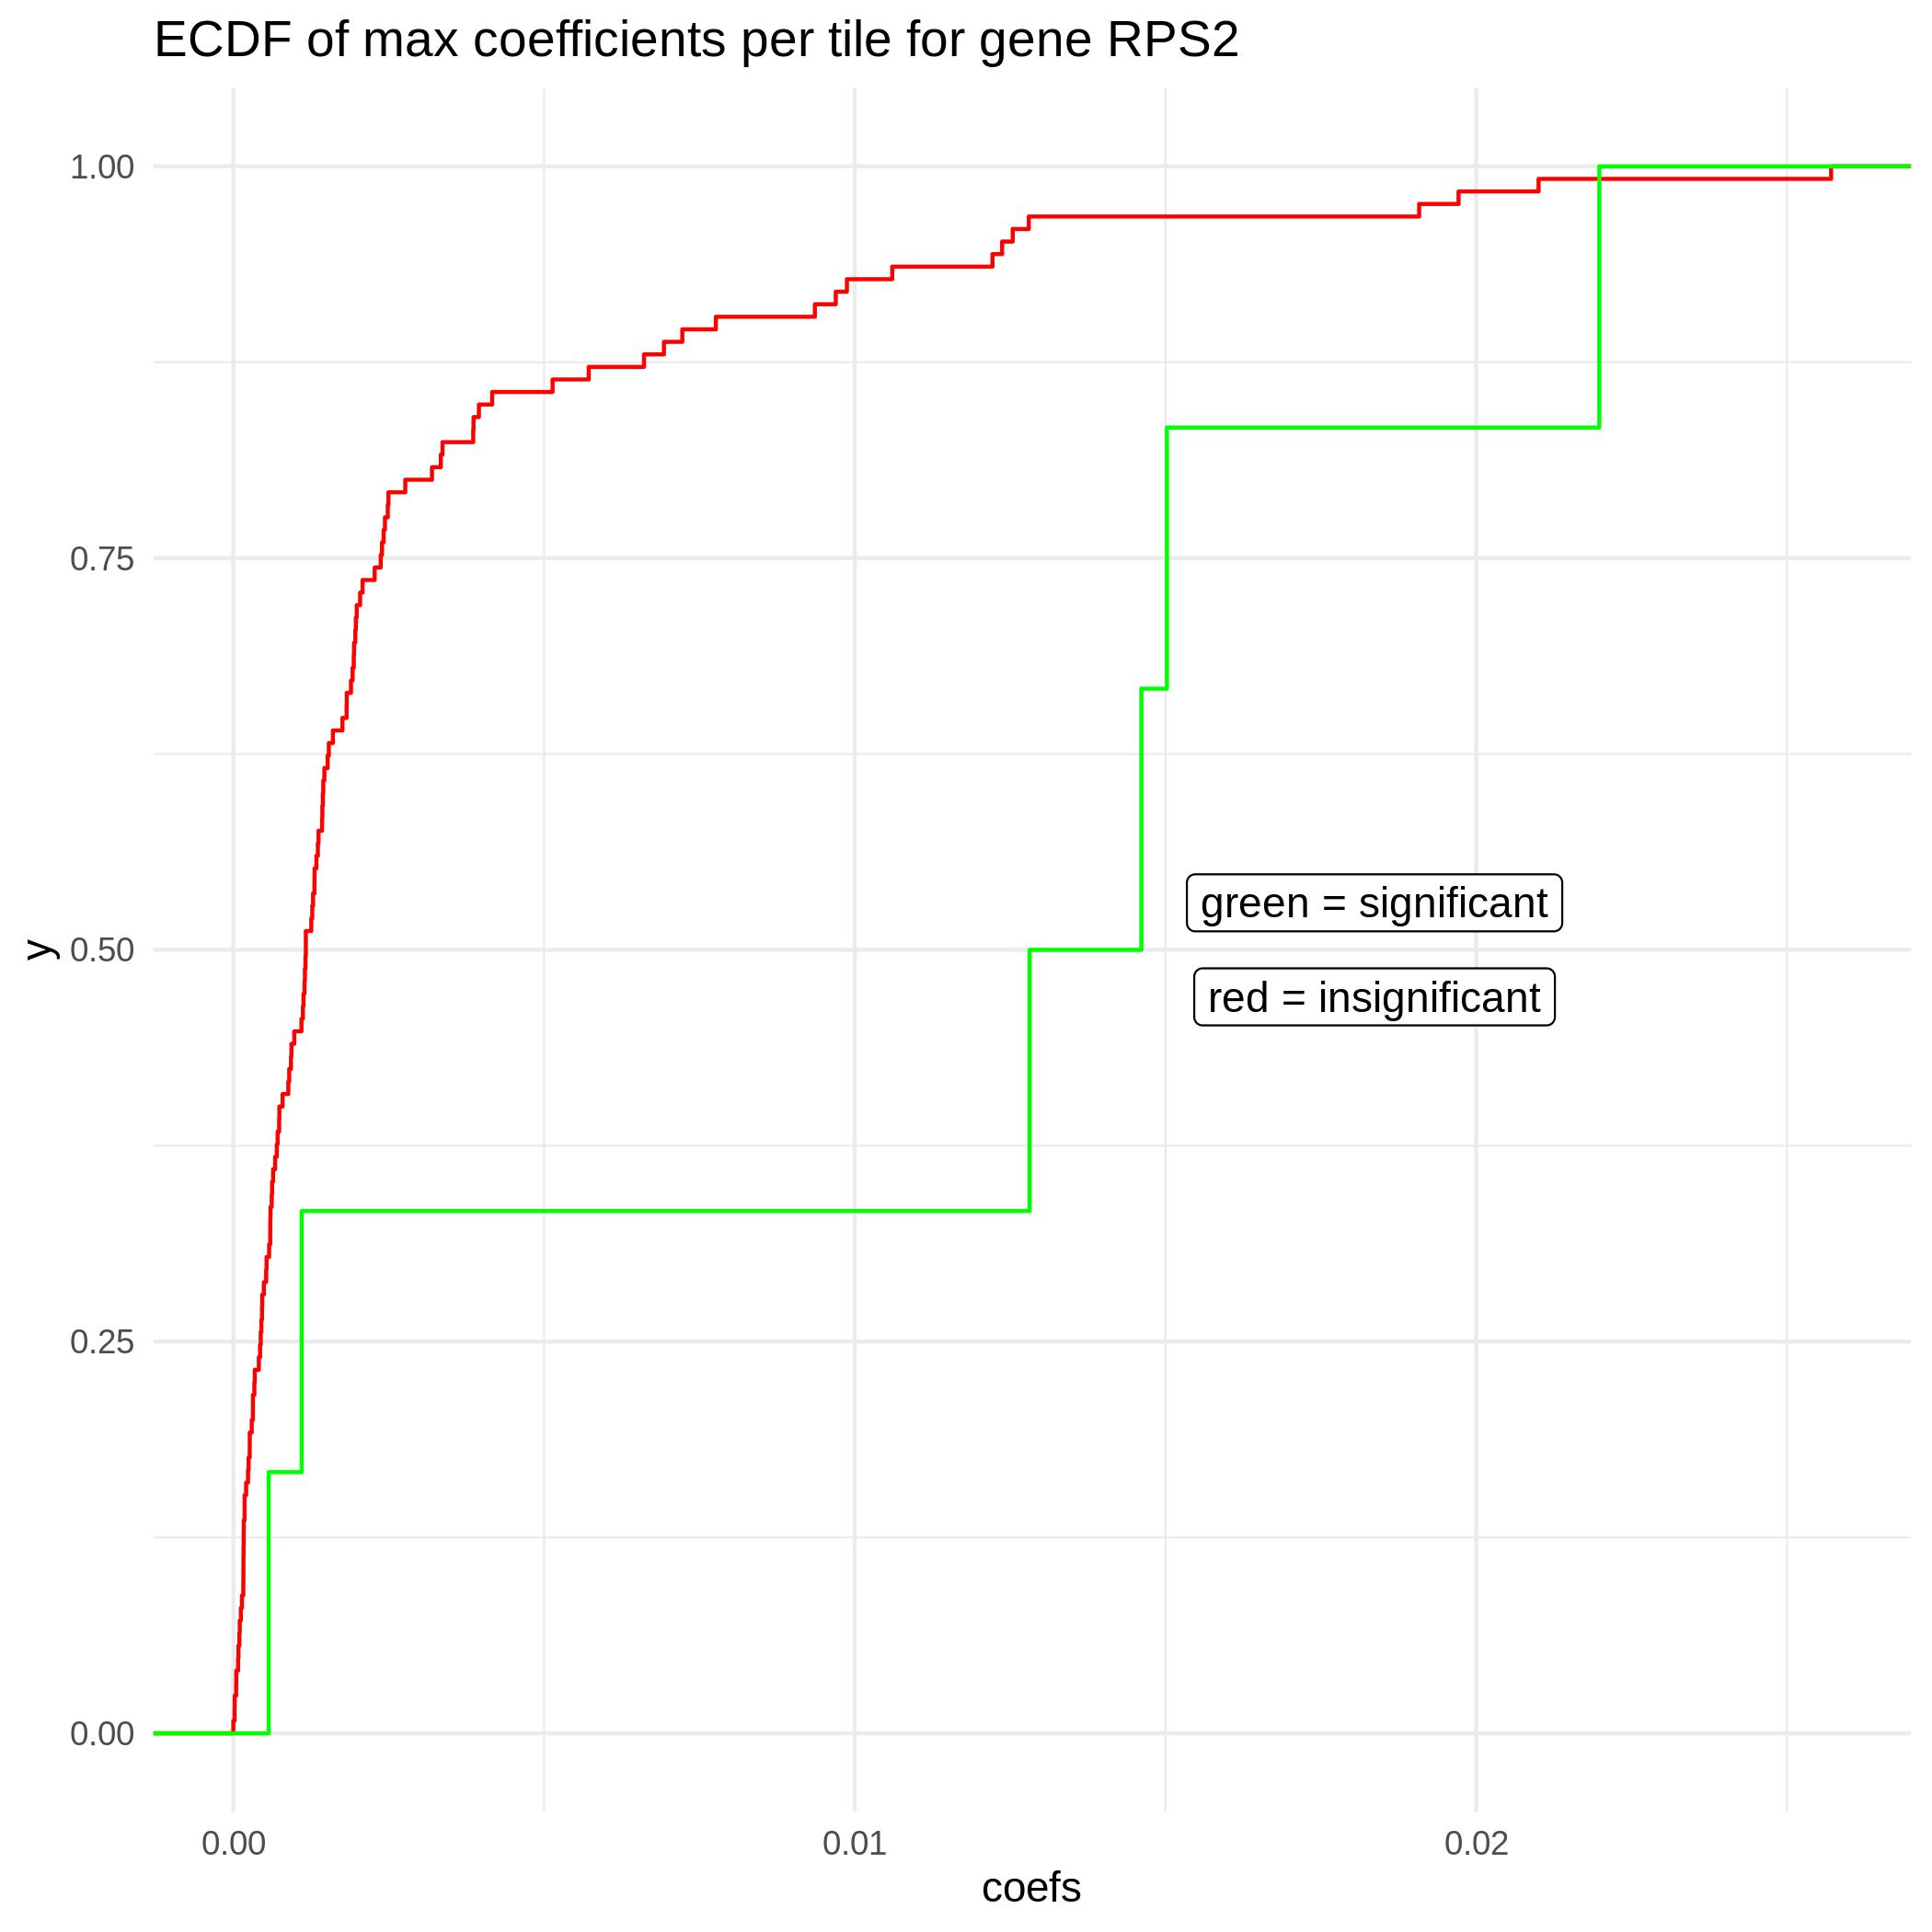 ECDF of max coefficients per tile for gene RPS2
1.00
0.75
0.50
0.25
0.00
y
green = significant
red = insignificant
0.00 0.01 0.02
coefs